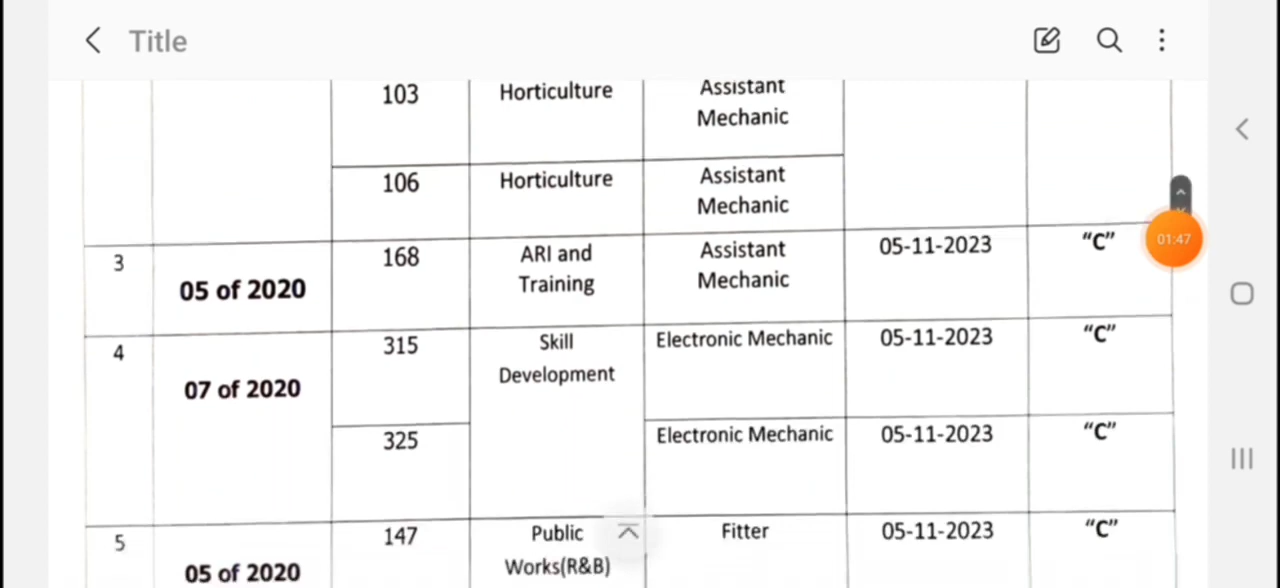 Title
103 Horticulture Assistant
Mechanic
106 Horticulture Assistant
Mechanic
3 05 of 2020 168 ARI and Assistant 05-11-2023 “C”
Training Mechanic
01:47
4 07 of 2020 315 Skill Electronic Mechanic 05-11-2023 “C”
Development
325 Electronic Mechanic 05-11-2023 “C”
5 05 of 2020 147 Public Fitter 05-11-2023 “C”
Works(R&B)